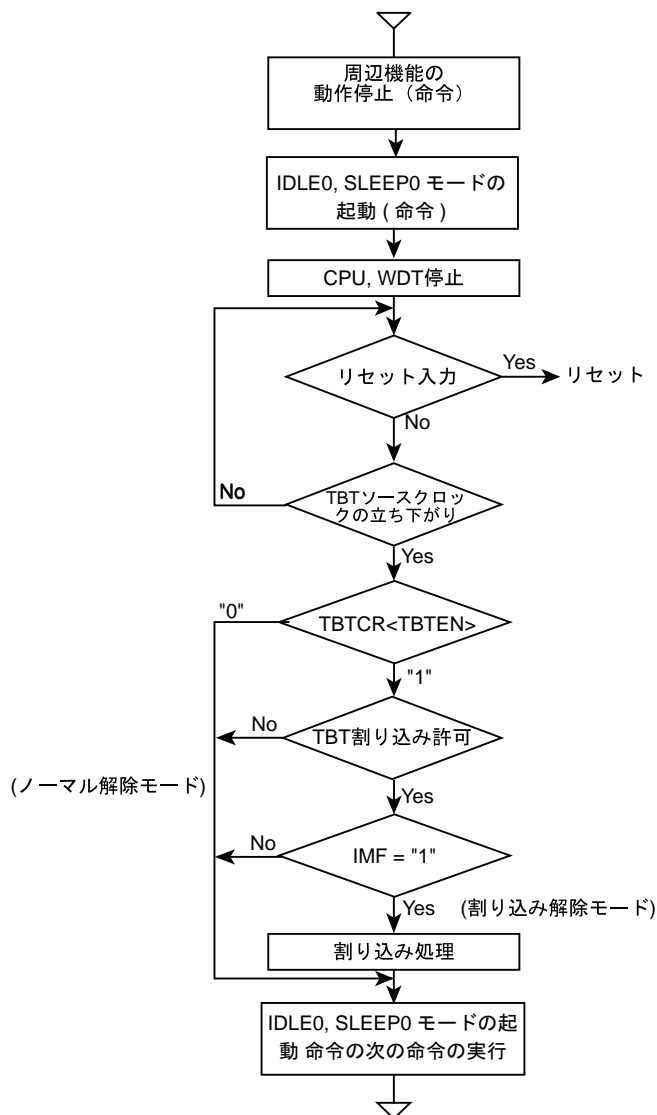 周辺機能の
動作停止（命令）
IDLE0, SLEEP0 モードの
起動 ( 命令 )
CPU, WDT停止
リセット入力
Yes
リセット
No
No
TBTソースクロッ
クの立ち下がり
Yes
"0"
TBTCR<TBTEN>
"1"
No
TBT割り込み許可
(ノーマル解除モード)
Yes
No
IMF = "1"
Yes
(割り込み解除モード)
割り込み処理
IDLE0, SLEEP0 モードの起
動 命令の次の命令の実行